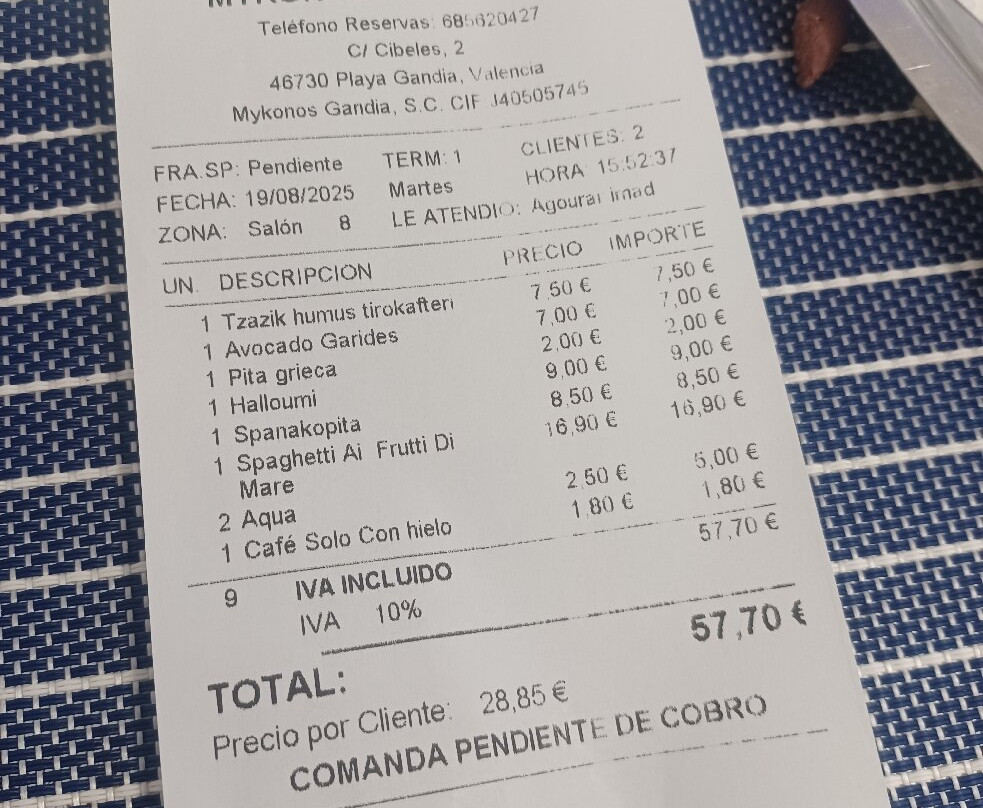 Teléfono Reservas: 685620427
C/ Cibeles, 2
46730 Playa Gandia, Valencia
Mykonos Gandia, S.C. CIF J40505745
FRA.SP: Pendiente TERM: 1 CLIENTES: 2
FECHA: 19/08/2025 Martes HORA: 15:52:37
ZONA: Salón 8 LE ATENDIO: Agourai imad
UN. DESCRIPCION PRECIO IMPORTE
1 Tzazik humus tirokafteri 7,50 € 7,50 €
1 Avocado Garides 7,00 € 7,00 €
1 Pita grieca 2,00 € 2,00 €
1 Halloumi 9,00 € 9,00 €
1 Spanakopita 8,50 € 8,50 €
1 Spaghetti Ai Frutti Di 16,90 € 16,90 €
Mare
2 Aqua 2,50 € 5,00 €
1 Café Solo Con hielo 1,80 € 1,80 €
9 IVA INCLUIDO 57,70 €
IVA 10%
TOTAL: 57,70 €
Precio por Cliente: 28,85 €
COMANDA PENDIENTE DE COBRO